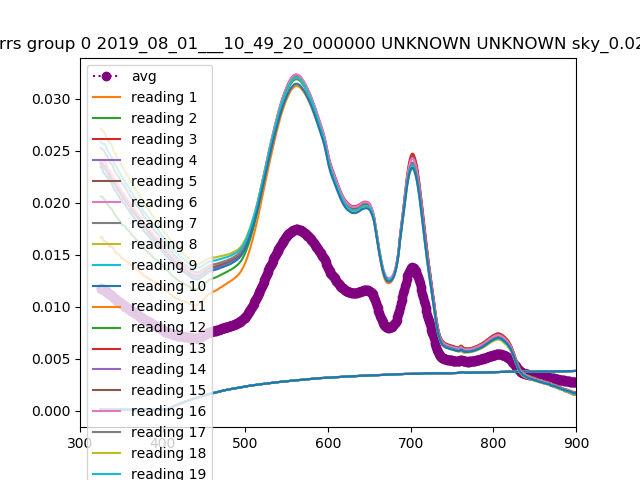 rrs group 0 2019_08_01___10_49_20_000000 UNKNOWN UNKNOWN sky_0.02
0.030
0.025
0.020
0.015
0.010
0.005
0.000
avg
reading 1
reading 2
reading 3
reading 4
reading 5
reading 6
reading 7
reading 8
reading 9
reading 10
reading 11
reading 12
reading 13
reading 14
reading 15
reading 16
reading 17
reading 18
reading 19
300
400
500
600
700
800
900